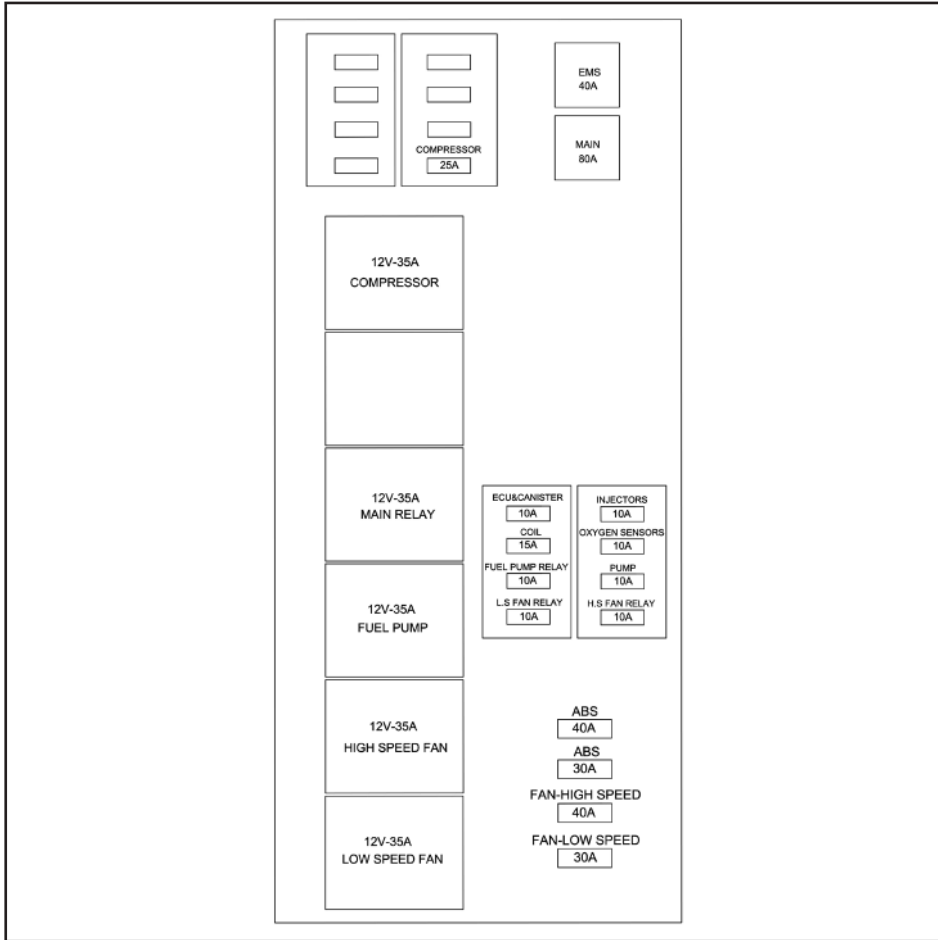 EMS
40A
MAIN
80A
COMPRESSOR
25A
12V-35A
COMPRESSOR
12V-35A
MAIN RELAY
12V-35A
FUEL PUMP
12V-35A
HIGH SPEED FAN
12V-35A
LOW SPEED FAN
ECU&CANISTER
10A
COIL
15A
FUEL PUMP RELAY
10A
L.S FAN RELAY
10A
INJECTORS
10A
OXYGEN SENSORS
10A
PUMP
10A
H.S FAN RELAY
10A
ABS
40A
ABS
30A
FAN-HIGH SPEED
40A
FAN-LOW SPEED
30A